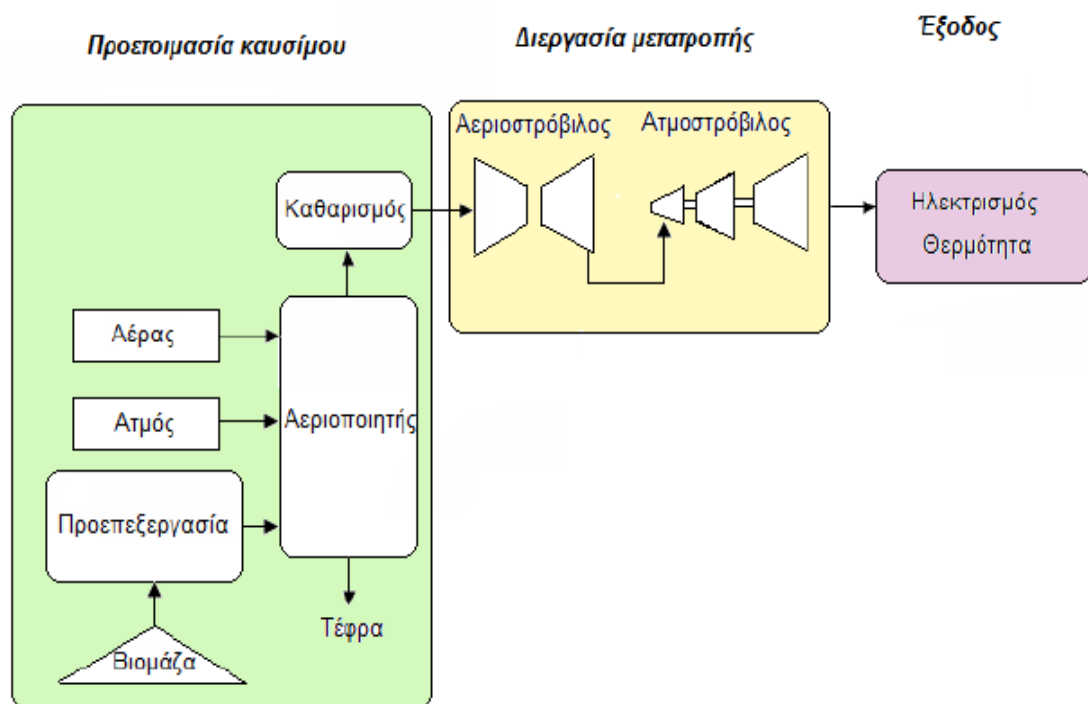 Προετοιμασία καυσίμου
Διεργασία μετατροπής
Έξοδος
Αεριοστρόβιλος
Ατμοστρόβιλος
Καθαρισμός
Ηλεκτρισμός
Θερμότητα
Αέρας
Ατμός
Αεριοποιητής
Προεπεξεργασία
Τέφρα
Βιομάζα